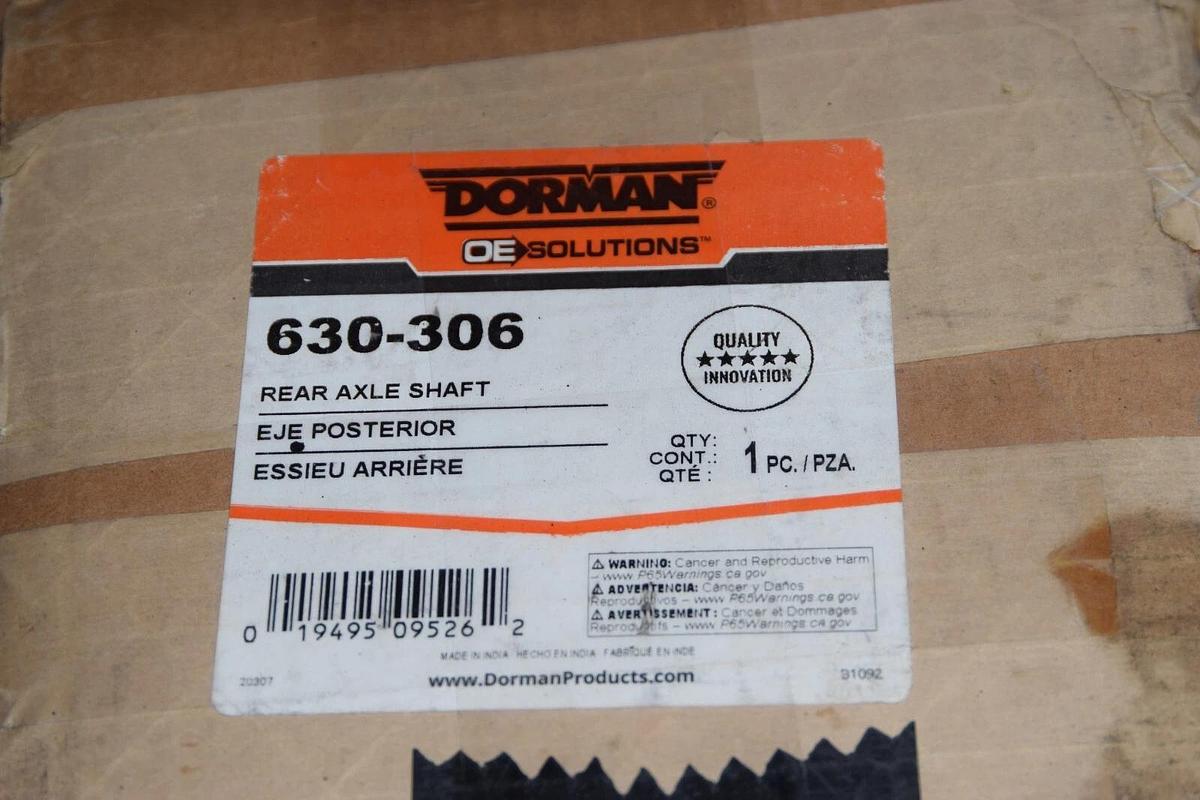 DORMAN®
OE SOLUTIONS™
630-306
QUALITY
★★★★★
INNOVATION
REAR AXLE SHAFT
EJE POSTERIOR
ESSIEU ARRIÈRE
QTY:
CONT.:
QTÉ :
1 PC. / PZA.
⚠ WARNING: Cancer and Reproductive Harm
– www.P65Warnings.ca.gov
⚠ ADVERTENCIA: Cáncer y Daños
Reproductivos – www.P65Warnings.ca.gov
⚠ AVERTISSEMENT : Cancer et Dommages
Reproductifs – www.P65Warnings.ca.gov
0 19495 09526 2
MADE IN INDIA HECHO EN INDIA FABRIQUÉ EN INDE
20307
www.DormanProducts.com
B1092